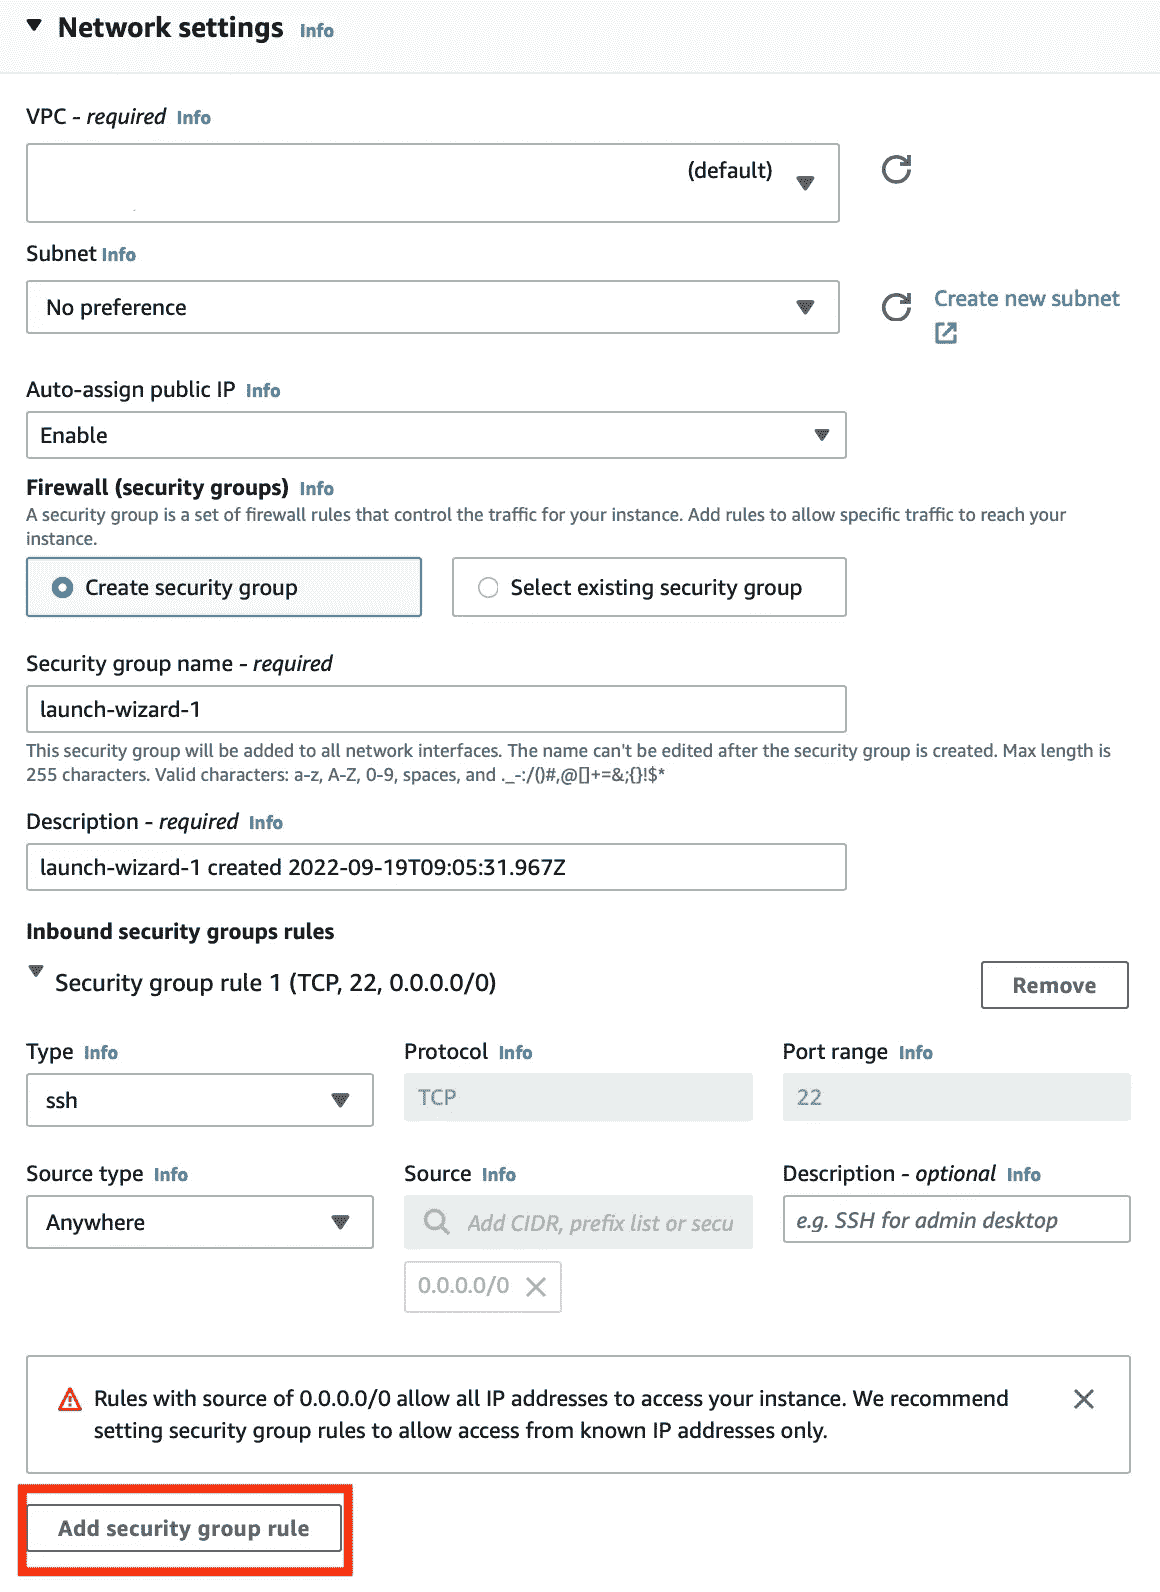 Network settings Info
VPC - required Info
(default)
Subnet Info
No preference
Create new subnet
Auto-assign public IP Info
Enable
Firewall (security groups) Info
A security group is a set of firewall rules that control the traffic for your instance. Add rules to allow specific traffic to reach your
instance.
Create security group
Select existing security group
Security group name - required
launch-wizard-1
This security group will be added to all network interfaces. The name can't be edited after the security group is created. Max length is
255 characters. Valid characters: a-z, A-Z, 0-9, spaces, and ._-:/()#,@[]+=&;{}!$*
Description - required Info
launch-wizard-1 created 2022-09-19T09:05:31.967Z
Inbound security groups rules
Security group rule 1 (TCP, 22, 0.0.0.0/0)
Remove
Type Info
Protocol Info
Port range Info
ssh
TCP
22
Source type Info
Source Info
Description - optional Info
Anywhere
Add CIDR, prefix list or secu
e.g. SSH for admin desktop
0.0.0.0/0
Rules with source of 0.0.0.0/0 allow all IP addresses to access your instance. We recommend
setting security group rules to allow access from known IP addresses only.
Add security group rule